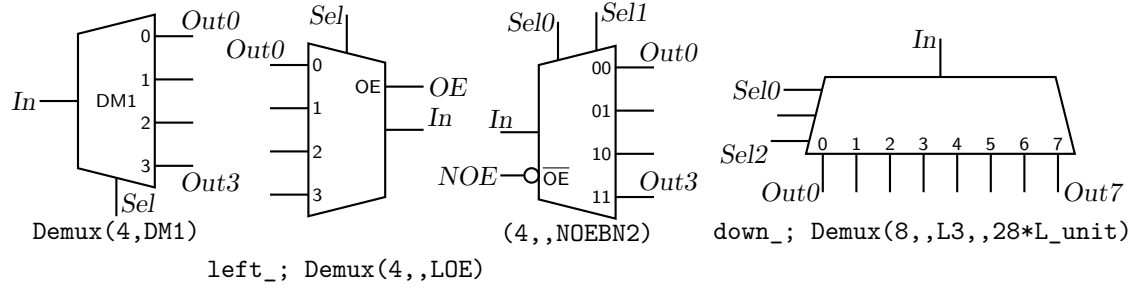 In
DM1
0
1
2
3
Out0
Out3
Sel
Demux(4,DM1)
Sel
Out0
0
1
2
3
OE
OE
In
left_; Demux(4,,LOE)
Sel0
Sel1
00
01
10
11
Out0
Out3
In
NOE
OE
(4,,NOEBN2)
In
Sel0
Sel2
0 1 2 3 4 5 6 7
Out0 Out7
down_; Demux(8,,L3,,28*L_unit)